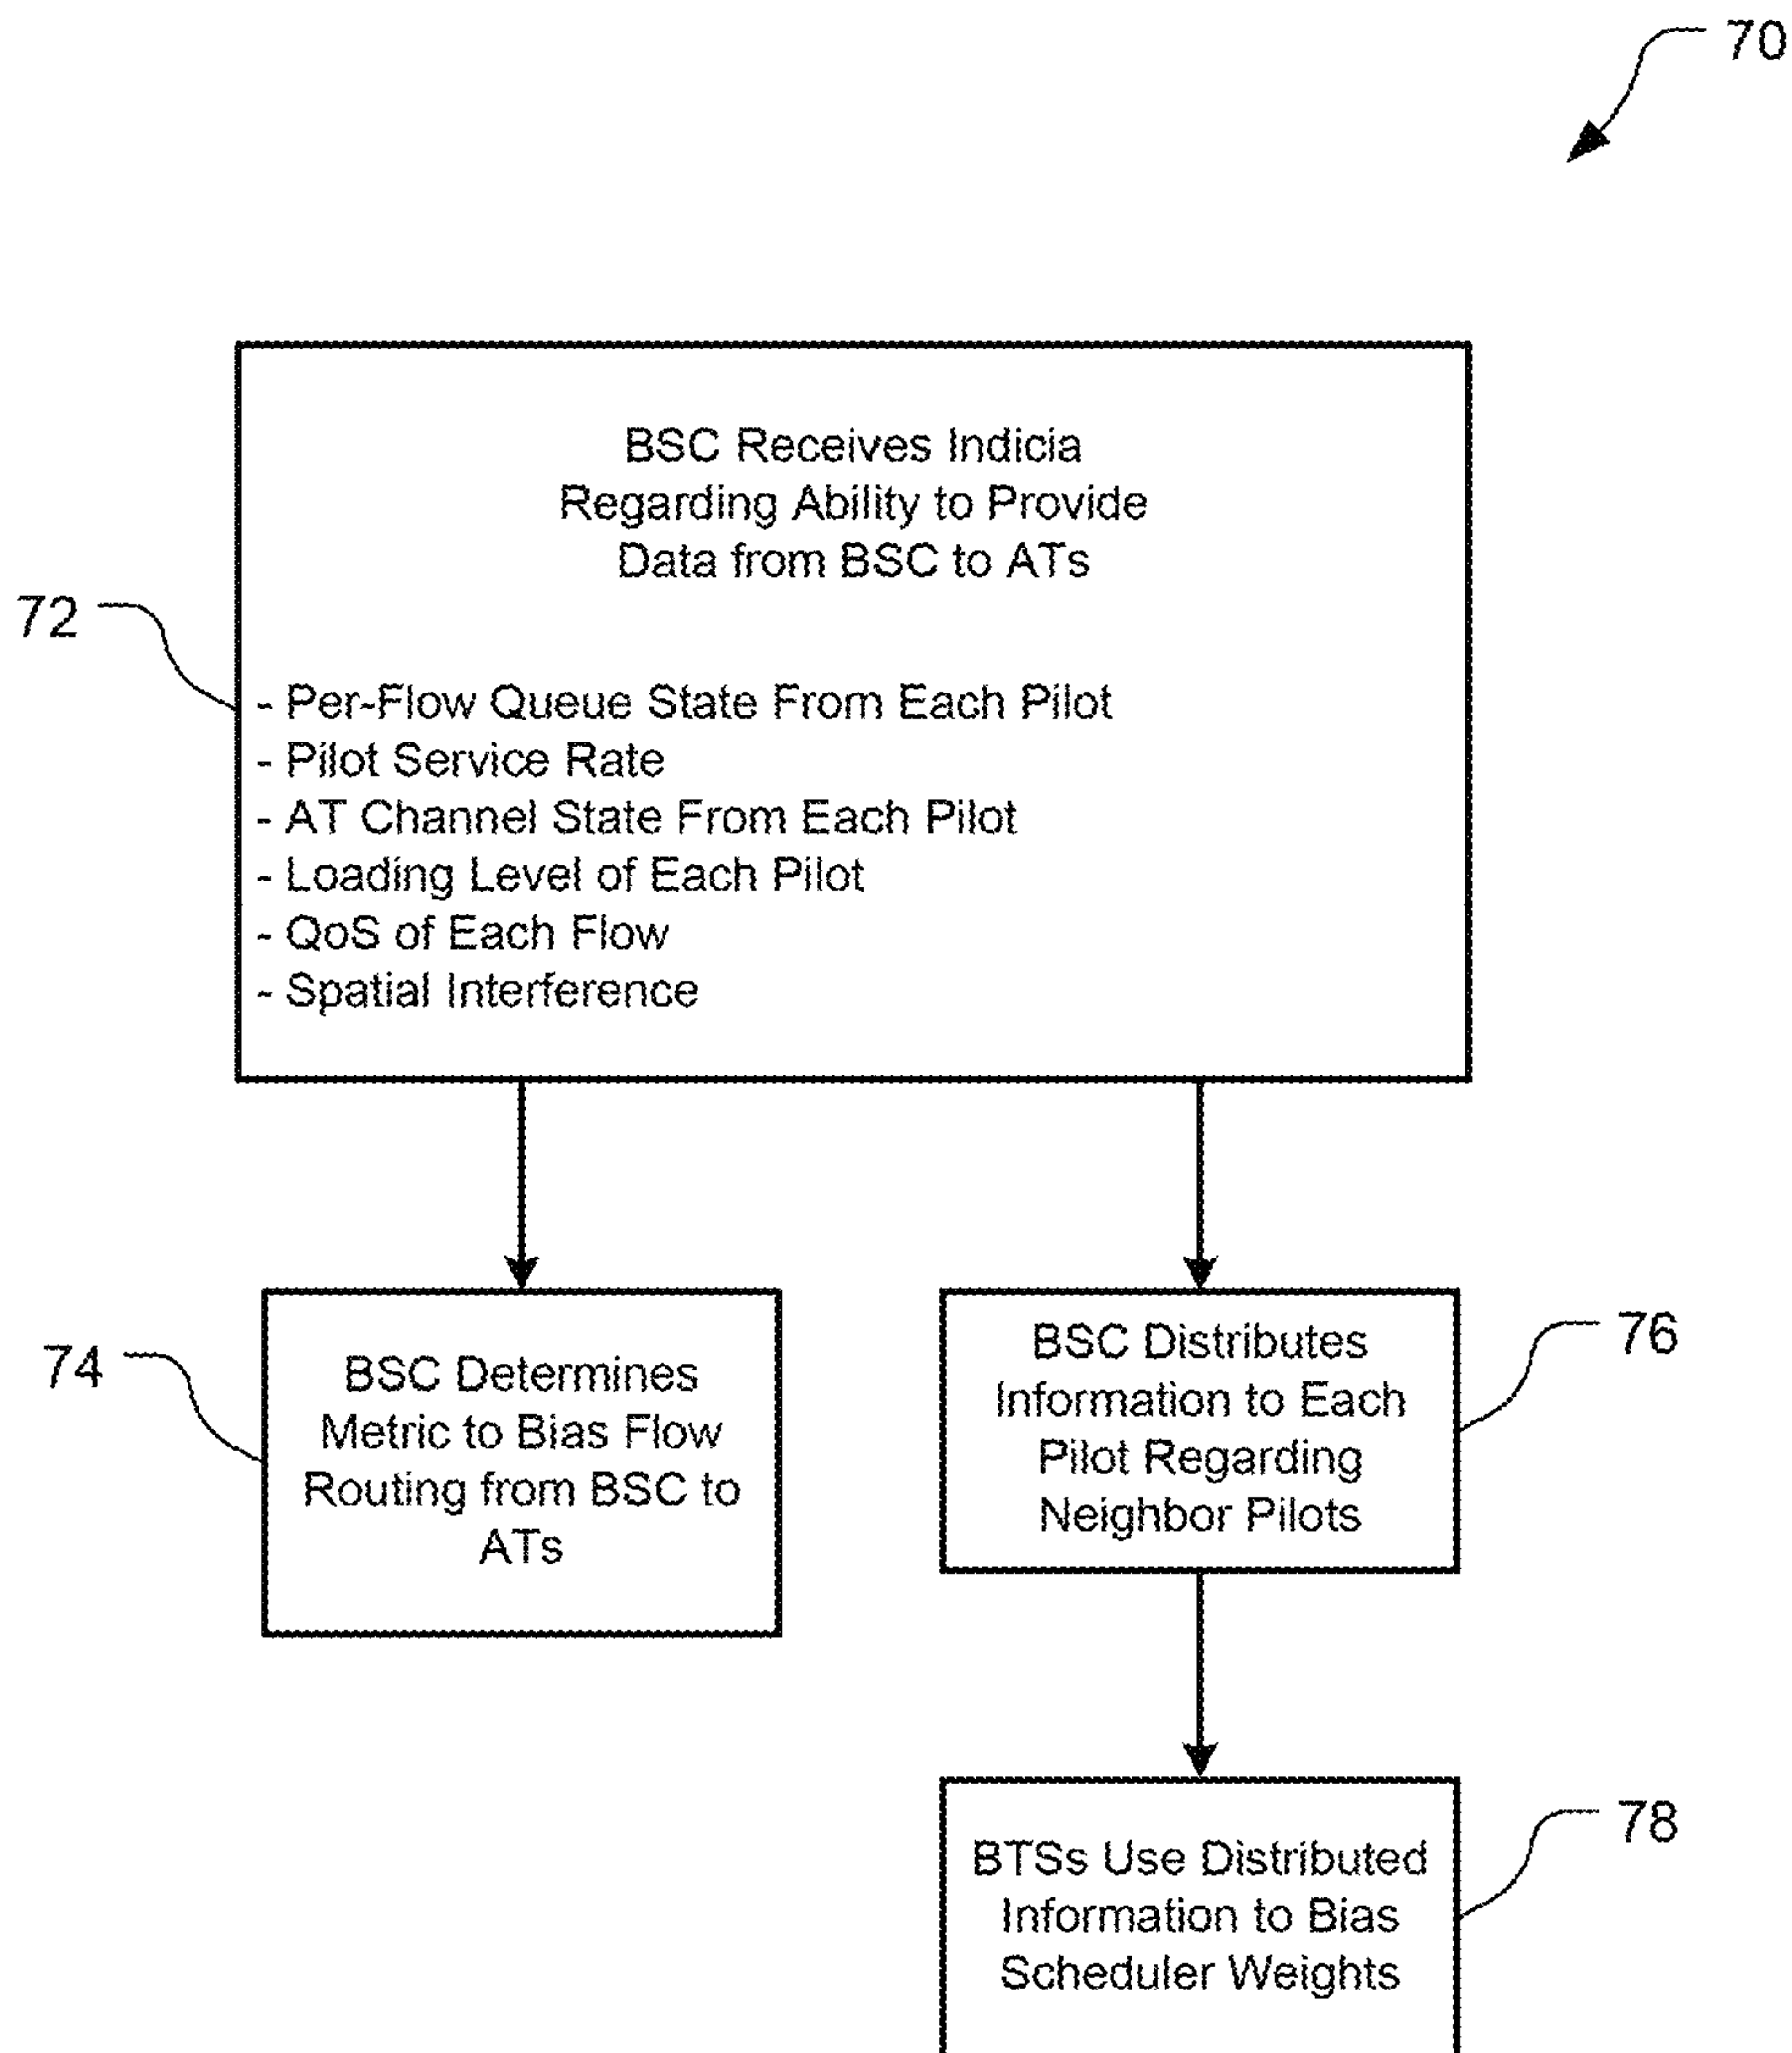 70
BSC Receives Indicia
Regarding Ability to Provide
Data from BSC to ATs
72
- Per-Flow Queue State From Each Pilot
- Pilot Service Rate
- AT Channel State From Each Pilot
- Loading Level of Each Pilot
- QoS of Each Flow
- Spatial Interference
74
BSC Determines
Metric to Bias Flow
Routing from BSC to
ATs
76
BSC Distributes
Information to Each
Pilot Regarding
Neighbor Pilots
78
BTSs Use Distributed
Information to Bias
Scheduler Weights